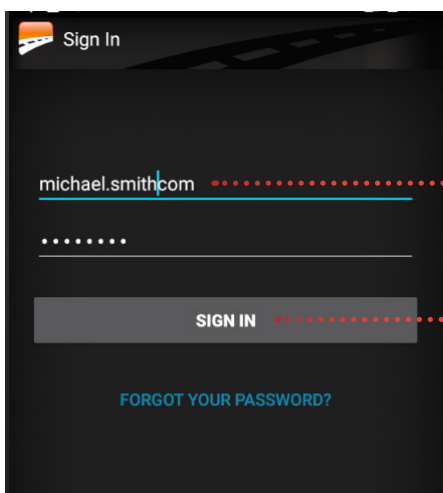 Sign In
michael.smithcom
••••••••
SIGN IN
FORGOT YOUR PASSWORD?